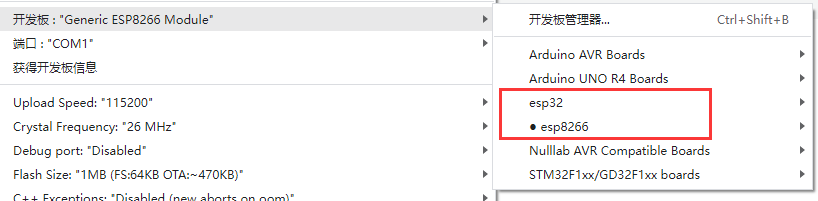 开发板 : "Generic ESP8266 Module"
端口 : "COM1"
获得开发板信息
Upload Speed: "115200"
Crystal Frequency: "26 MHz"
Debug port: "Disabled"
Flash Size: "1MB (FS:64KB OTA:~470KB)"
C++ Exceptions: "Disabled (new aborts on oom)"
开发板管理器... Ctrl+Shift+B
Arduino AVR Boards
Arduino UNO R4 Boards
esp32
● esp8266
Nulllab AVR Compatible Boards
STM32F1xx/GD32F1xx boards